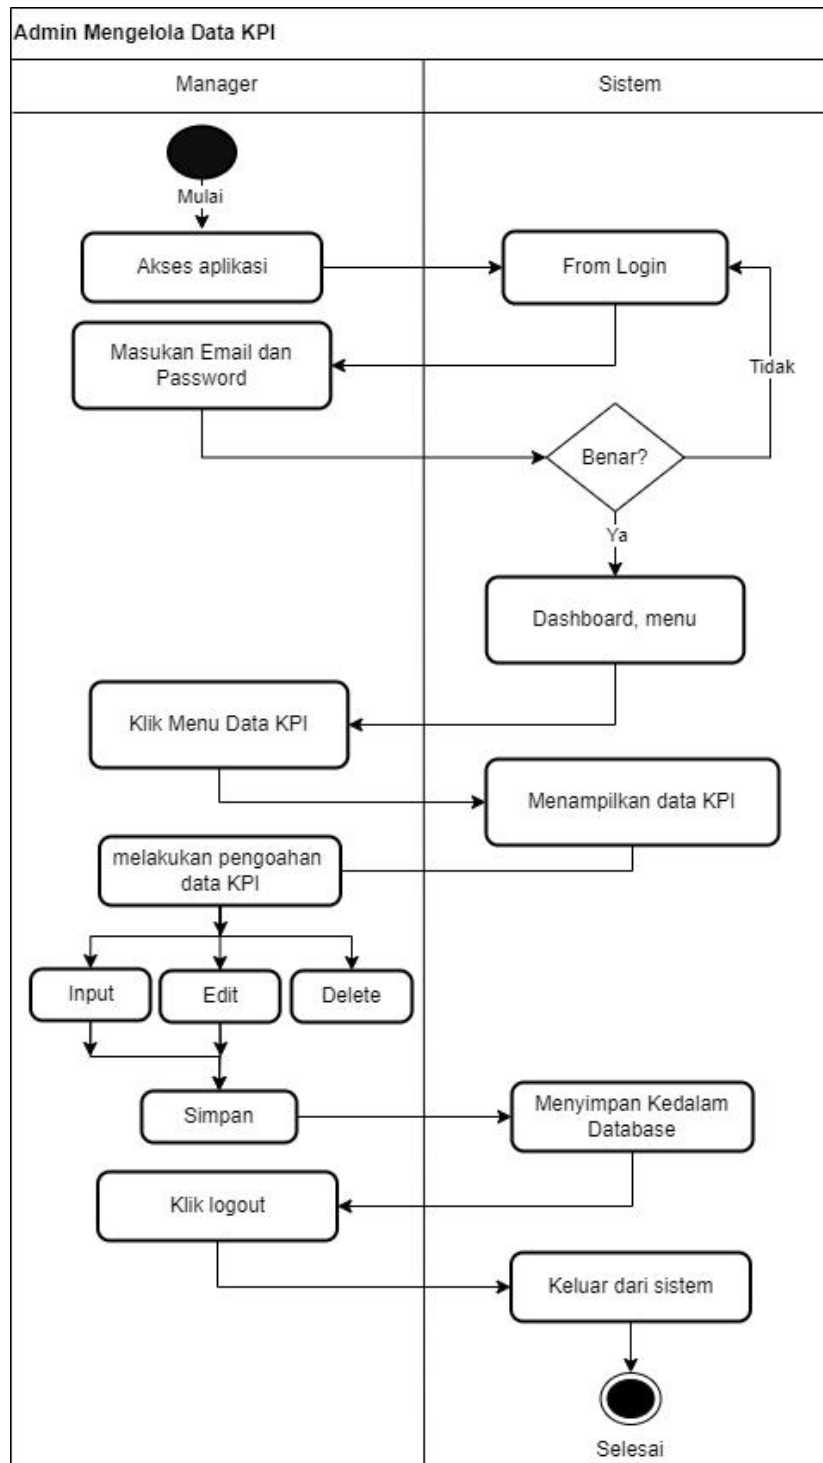 Admin Mengelola Data KPI
Manager
Sistem
Mulai
Akses aplikasi
From Login
Masukan Email dan
Password
Tidak
Benar?
Ya
Dashboard, menu
Klik Menu Data KPI
Menampilkan data KPI
melakukan pengoahan
data KPI
Input
Edit
Delete
Simpan
Menyimpan Kedalam
Database
Klik logout
Keluar dari sistem
Selesai